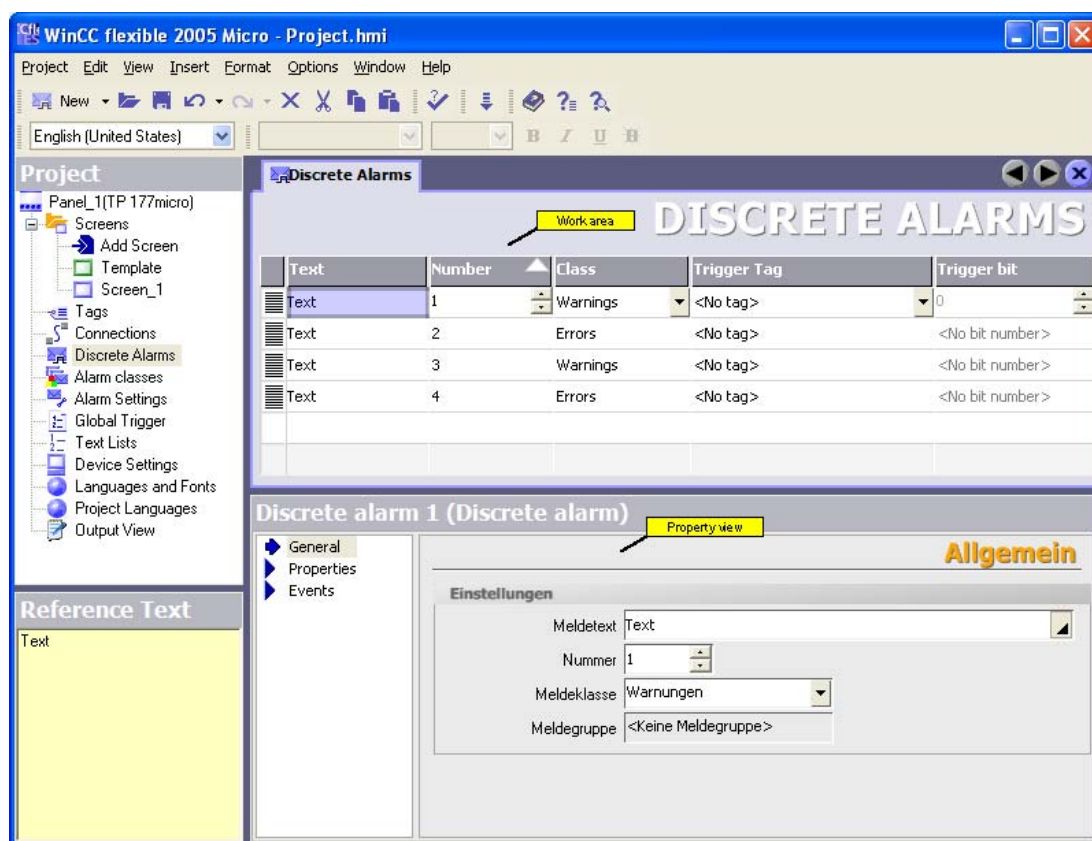 WinCC flexible 2005 Micro - Project.hmi
Project Edit View Insert Format Options Window Help
New
English (United States) B I U
Project
Panel_1(TP 177micro)
Screens
Add Screen
Template
Screen_1
Tags
Connections
Discrete Alarms
Alarm classes
Alarm Settings
Global Trigger
Text Lists
Device Settings
Languages and Fonts
Project Languages
Output View
Reference Text
Text
Discrete Alarms
Work area
DISCRETE ALARMS
Text Number Class Trigger Tag Trigger bit
Text 1 Warnings <No tag> 0
Text 2 Errors <No tag> <No bit number>
Text 3 Warnings <No tag> <No bit number>
Text 4 Errors <No tag> <No bit number>
Discrete alarm 1 (Discrete alarm)
Property view
General
Properties
Events
Allgemein
Einstellungen
Meldetext Text
Nummer 1
Meldeklasse Warnungen
Meldegruppe <Keine Meldegruppe>